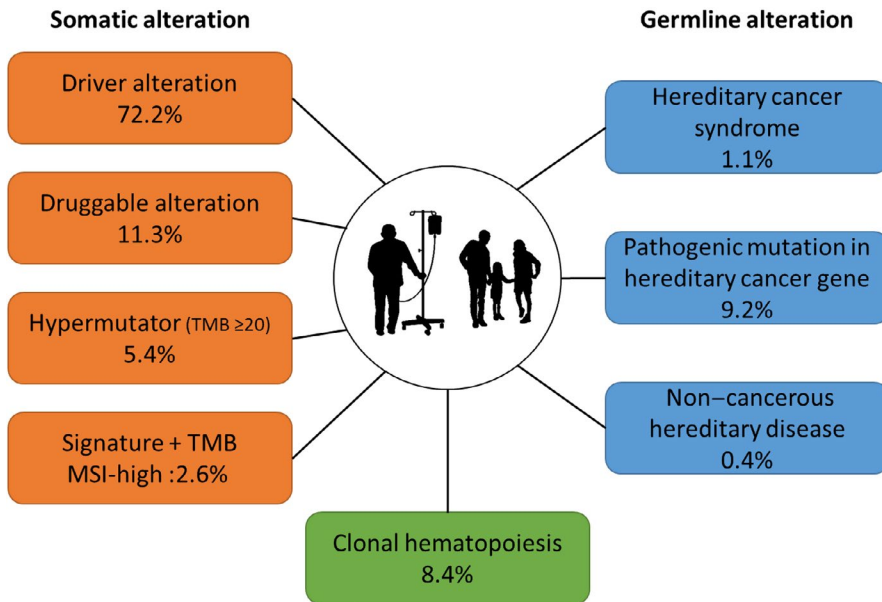 Somatic alteration
Driver alteration
72.2%
Druggable alteration
11.3%
Hypermutator (TMB ≥20)
5.4%
Signature + TMB
MSI-high :2.6%
Germline alteration
Hereditary cancer
syndrome
1.1%
Pathogenic mutation in
hereditary cancer gene
9.2%
Non–cancerous
hereditary disease
0.4%
Clonal hematopoiesis
8.4%